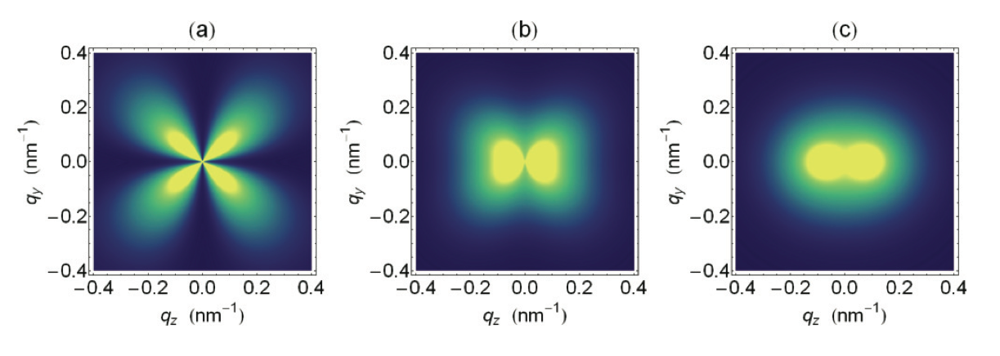 (a) (b) (c)
0.4 0.4 0.4
0.2 0.2 0.2
0.0 0.0 0.0
−0.2 −0.2 −0.2
−0.4 −0.4 −0.4
q_y (nm⁻¹) q_y (nm⁻¹) q_y (nm⁻¹)
−0.4 −0.2 0.0 0.2 0.4 −0.4 −0.2 0.0 0.2 0.4 −0.4 −0.2 0.0 0.2 0.4
q_z (nm⁻¹) q_z (nm⁻¹) q_z (nm⁻¹)